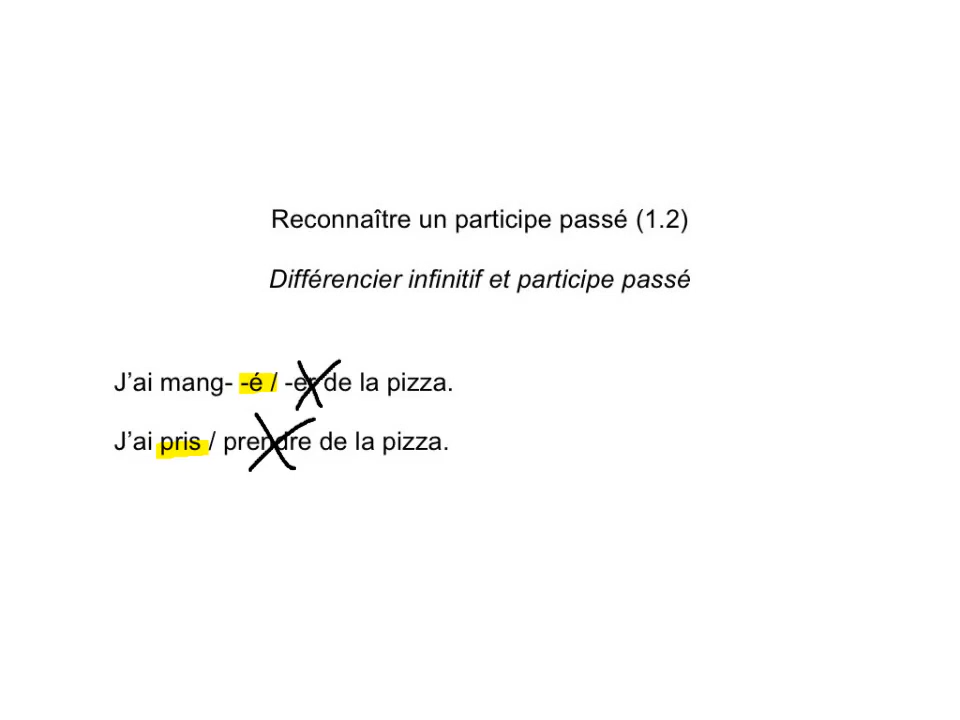 Reconnaître un participe passé (1.2)
Différencier infinitif et participe passé
J’ai mang- -é / -er de la pizza.
J’ai pris / prendre de la pizza.